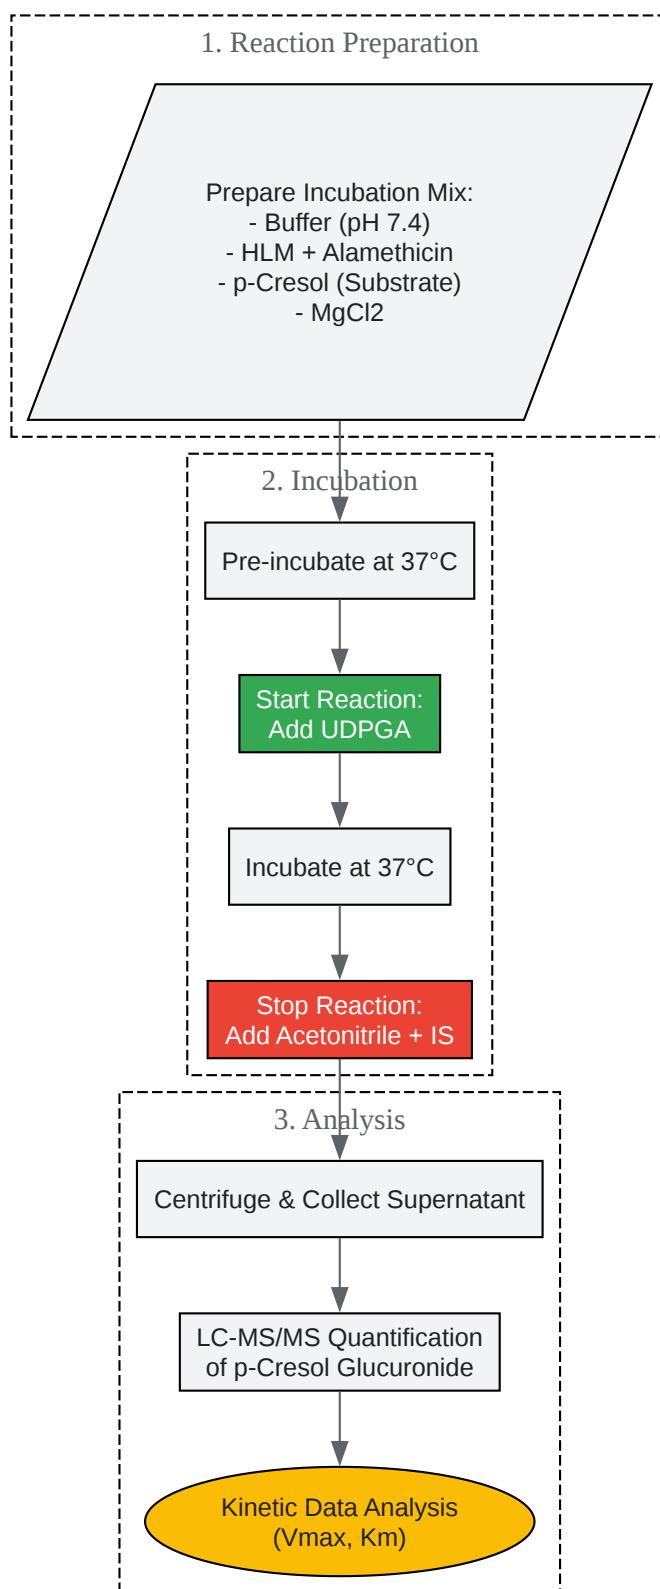 1. Reaction Preparation
Prepare Incubation Mix:
- Buffer (pH 7.4)
- HLM + Alamethicin
- p-Cresol (Substrate)
- MgCl2
2. Incubation
Pre-incubate at 37°C
Start Reaction:
Add UDPGA
Incubate at 37°C
Stop Reaction:
Add Acetonitrile + IS
3. Analysis
Centrifuge & Collect Supernatant
LC-MS/MS Quantification
of p-Cresol Glucuronide
Kinetic Data Analysis
(Vmax, Km)